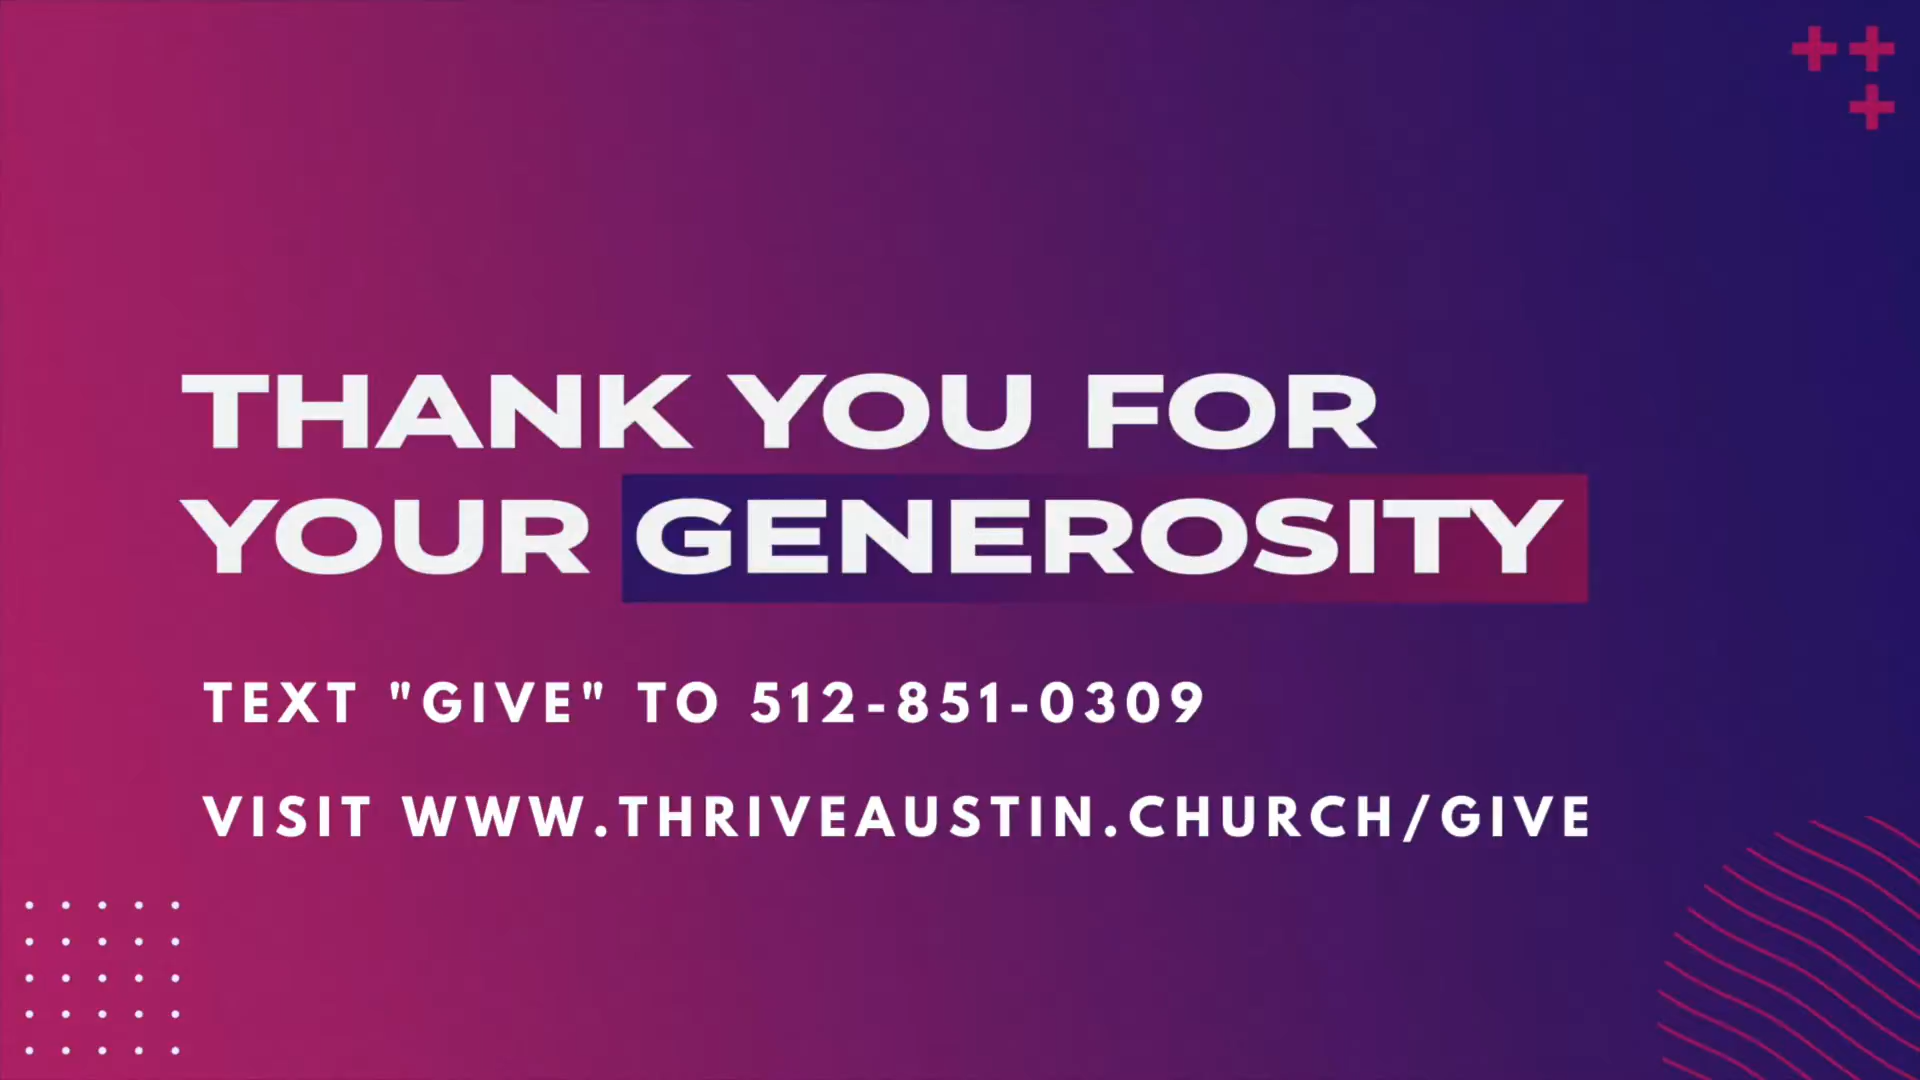 THANK YOU FOR
YOUR GENEROSITY
TEXT "GIVE" TO 512-851-0309
VISIT WWW.THRIVEAUSTIN.CHURCH/GIVE